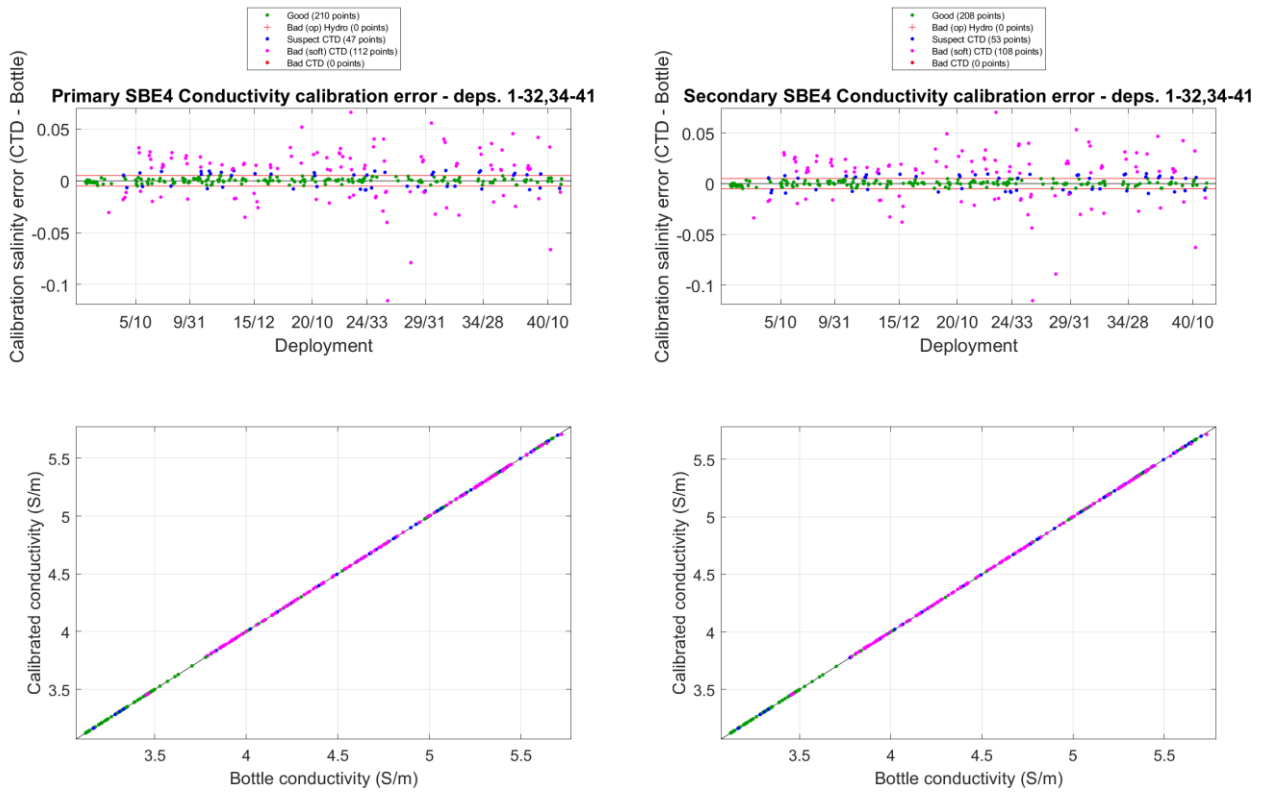 Good (210 points)
Bad (op) Hydro (0 points)
Suspect CTD (47 points)
Bad (soft) CTD (112 points)
Bad CTD (0 points)
Primary SBE4 Conductivity calibration error - deps. 1-32,34-41
Calibration salinity error (CTD - Bottle)
0.05
0
-0.05
-0.1
5/10 9/31 15/12 20/10 24/33 29/31 34/28 40/10
Deployment
Good (208 points)
Bad (op) Hydro (0 points)
Suspect CTD (53 points)
Bad (soft) CTD (108 points)
Bad CTD (0 points)
Secondary SBE4 Conductivity calibration error - deps. 1-32,34-41
Calibration salinity error (CTD - Bottle)
0.05
0
-0.05
-0.1
5/10 9/31 15/12 20/10 24/33 29/31 34/28 40/10
Deployment
Calibrated conductivity (S/m)
5.5
5
4.5
4
3.5
3.5 4 4.5 5 5.5
Bottle conductivity (S/m)
Calibrated conductivity (S/m)
5.5
5
4.5
4
3.5
3.5 4 4.5 5 5.5
Bottle conductivity (S/m)